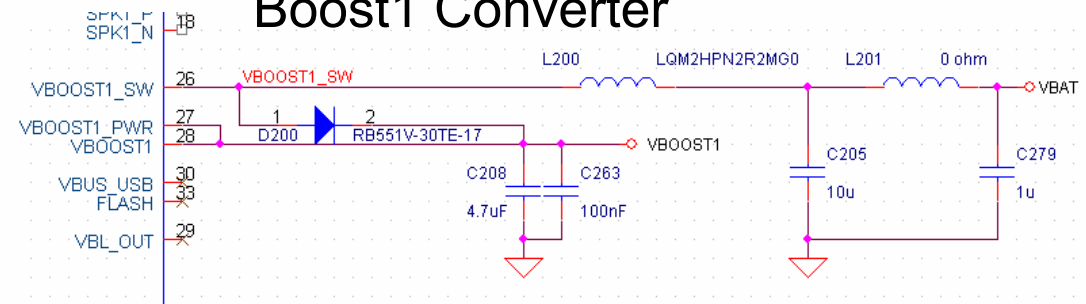 Boost1 Converter
SPK1_P
SPK1_N 18
L200 LQM2HPN2R2MG0 L201 0 ohm
VBOOST1_SW 26 VBOOST1_SW VBAT
VBOOST1_PWR 27 1 2
D200 RB551V-30TE-17
VBOOST1 28 VBOOST1
C205 C279
VBUS_USB 30 C208 C263
10u 1u
FLASH 33
4.7uF 100nF
VBL_OUT 29